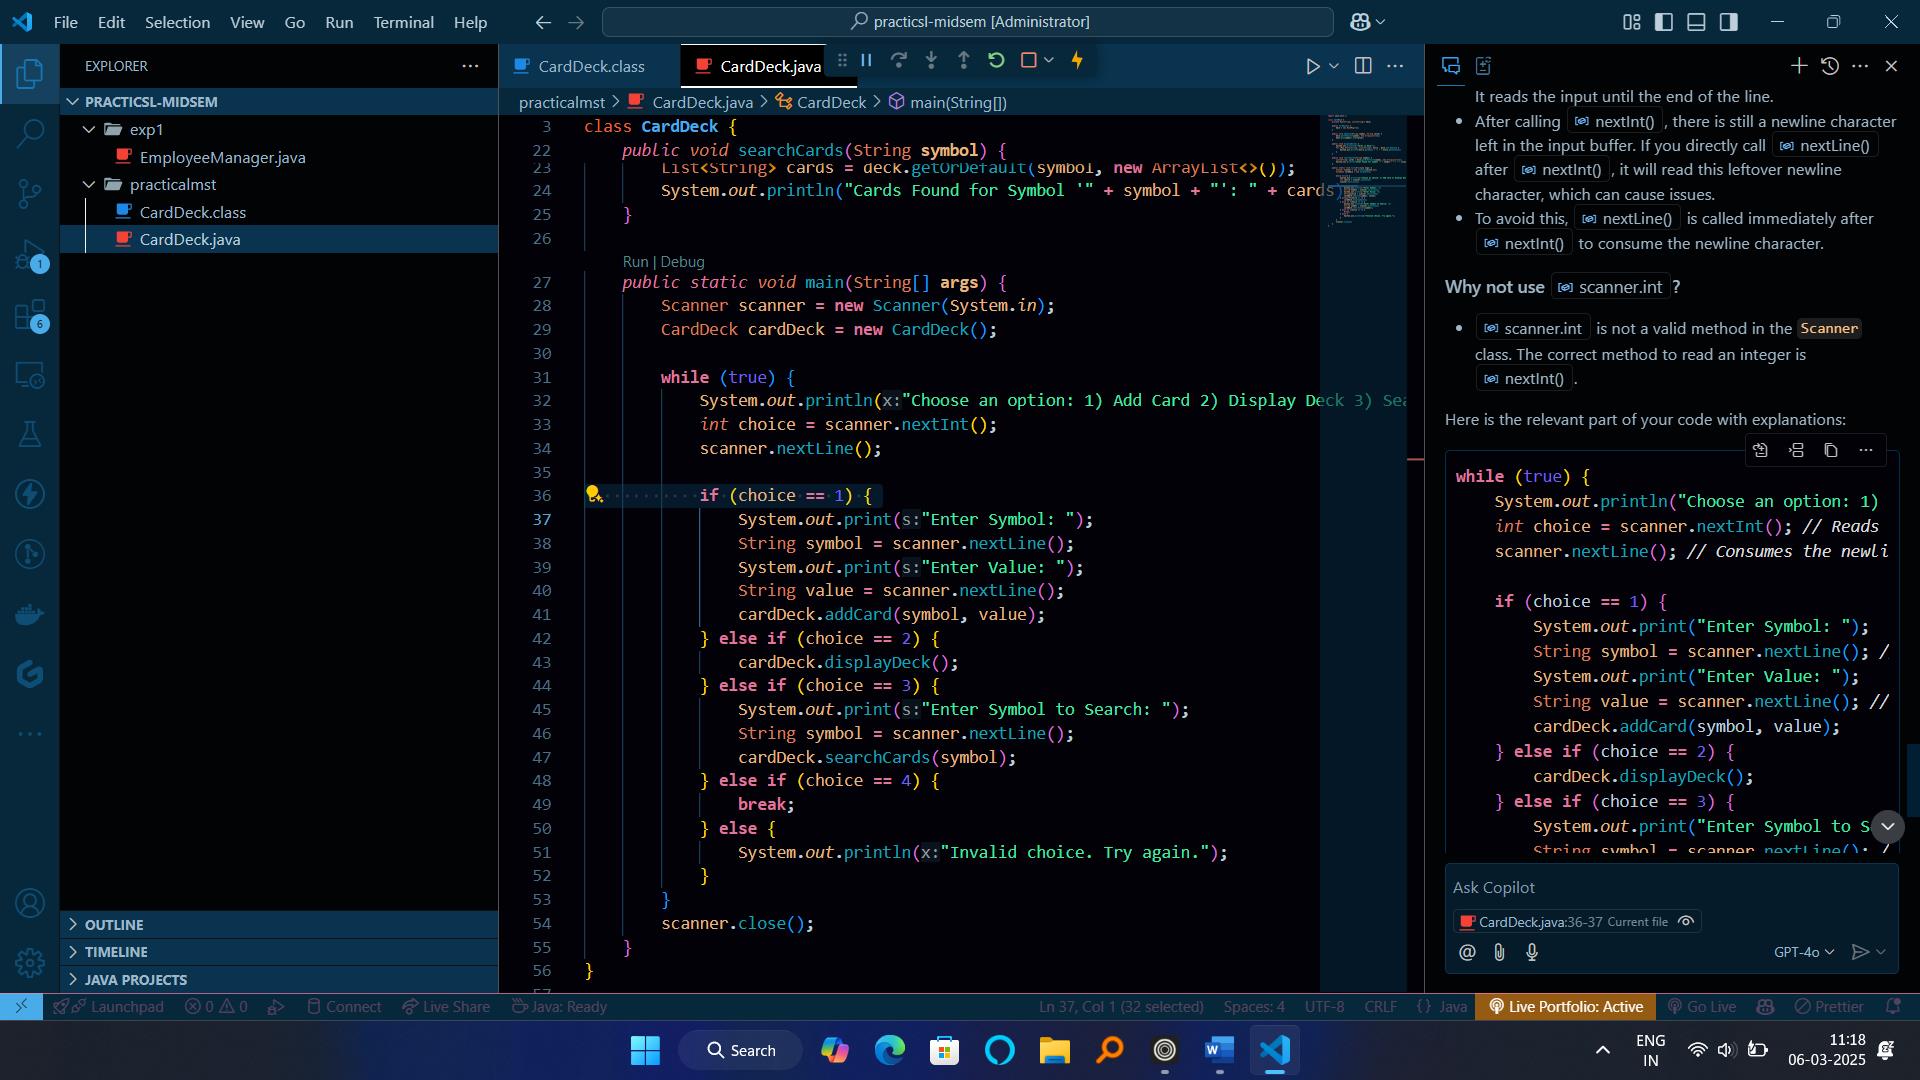 File Edit Selection View Go Run Terminal Help
practicsl-midsem [Administrator]
EXPLORER
PRACTICSL-MIDSEM
exp1
EmployeeManager.java
practicalmst
CardDeck.class
CardDeck.java
OUTLINE
TIMELINE
JAVA PROJECTS
1
6
CardDeck.class
CardDeck.java
practicalmst > CardDeck.java > CardDeck > main(String[])
3 class CardDeck {
22 public void searchCards(String symbol) {
23 List<String> cards = deck.getOrDefault(symbol, new ArrayList<>());
24 System.out.println("Cards Found for Symbol '" + symbol + "': " + cards)
25 }
26
Run | Debug
27 public static void main(String[] args) {
28 Scanner scanner = new Scanner(System.in);
29 CardDeck cardDeck = new CardDeck();
30
31 while (true) {
32 System.out.println(x:"Choose an option: 1) Add Card 2) Display Deck 3) Sea
33 int choice = scanner.nextInt();
34 scanner.nextLine();
35
36 if (choice == 1) {
37 System.out.print(s:"Enter Symbol: ");
38 String symbol = scanner.nextLine();
39 System.out.print(s:"Enter Value: ");
40 String value = scanner.nextLine();
41 cardDeck.addCard(symbol, value);
42 } else if (choice == 2) {
43 cardDeck.displayDeck();
44 } else if (choice == 3) {
45 System.out.print(s:"Enter Symbol to Search: ");
46 String symbol = scanner.nextLine();
47 cardDeck.searchCards(symbol);
48 } else if (choice == 4) {
49 break;
50 } else {
51 System.out.println(x:"Invalid choice. Try again.");
52 }
53 }
54 scanner.close();
55 }
56 }
57
It reads the input until the end of the line.
• After calling nextInt() , there is still a newline character
left in the input buffer. If you directly call nextLine()
after nextInt() , it will read this leftover newline
character, which can cause issues.
• To avoid this, nextLine() is called immediately after
nextInt() to consume the newline character.
Why not use scanner.int ?
• scanner.int is not a valid method in the Scanner
class. The correct method to read an integer is
nextInt() .
Here is the relevant part of your code with explanations:
while (true) {
System.out.println("Choose an option: 1)
int choice = scanner.nextInt(); // Reads
scanner.nextLine(); // Consumes the newli
if (choice == 1) {
System.out.print("Enter Symbol: ");
String symbol = scanner.nextLine(); /
System.out.print("Enter Value: ");
String value = scanner.nextLine(); //
cardDeck.addCard(symbol, value);
} else if (choice == 2) {
cardDeck.displayDeck();
} else if (choice == 3) {
System.out.print("Enter Symbol to S
String symbol = scanner.nextLine(); /
Ask Copilot
CardDeck.java:36-37 Current file
GPT-4o
Launchpad 0 0 Connect Live Share Java: Ready Ln 37, Col 1 (32 selected) Spaces: 4 UTF-8 CRLF {} Java Live Portfolio: Active Go Live Prettier
Search
ENG
IN
11:18
06-03-2025